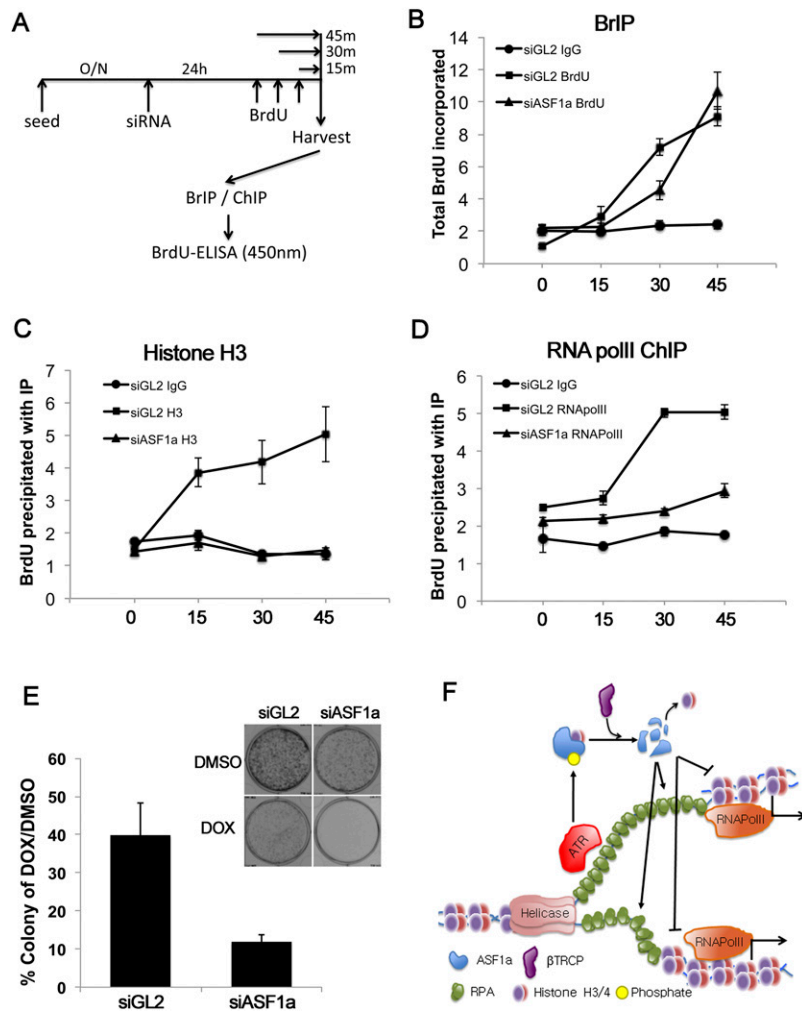 A
45m
30m
15m
O/N
24h
seed
siRNA
BrdU
Harvest
BrIP / ChIP
BrdU-ELISA (450nm)
B
BrIP
siGL2 IgG
siGL2 BrdU
siASF1a BrdU
Total BrdU incorporated
14
12
10
8
6
4
2
0
0 15 30 45
C
Histone H3
siGL2 IgG
siGL2 H3
siASF1a H3
BrdU precipitated with IP
7
6
5
4
3
2
1
0
0 15 30 45
D
RNA polII ChIP
siGL2 IgG
siGL2 RNApolII
siASF1a RNAPolII
BrdU precipitated with IP
6
5
4
3
2
1
0
0 15 30 45
E
siGL2 siASF1a
DMSO
DOX
% Colony of DOX/DMSO
60
50
40
30
20
10
0
siGL2 siASF1a
F
ATR
RNAPolII
Helicase
RNAPolII
ASF1a
βTRCP
RPA
Histone H3/4
Phosphate